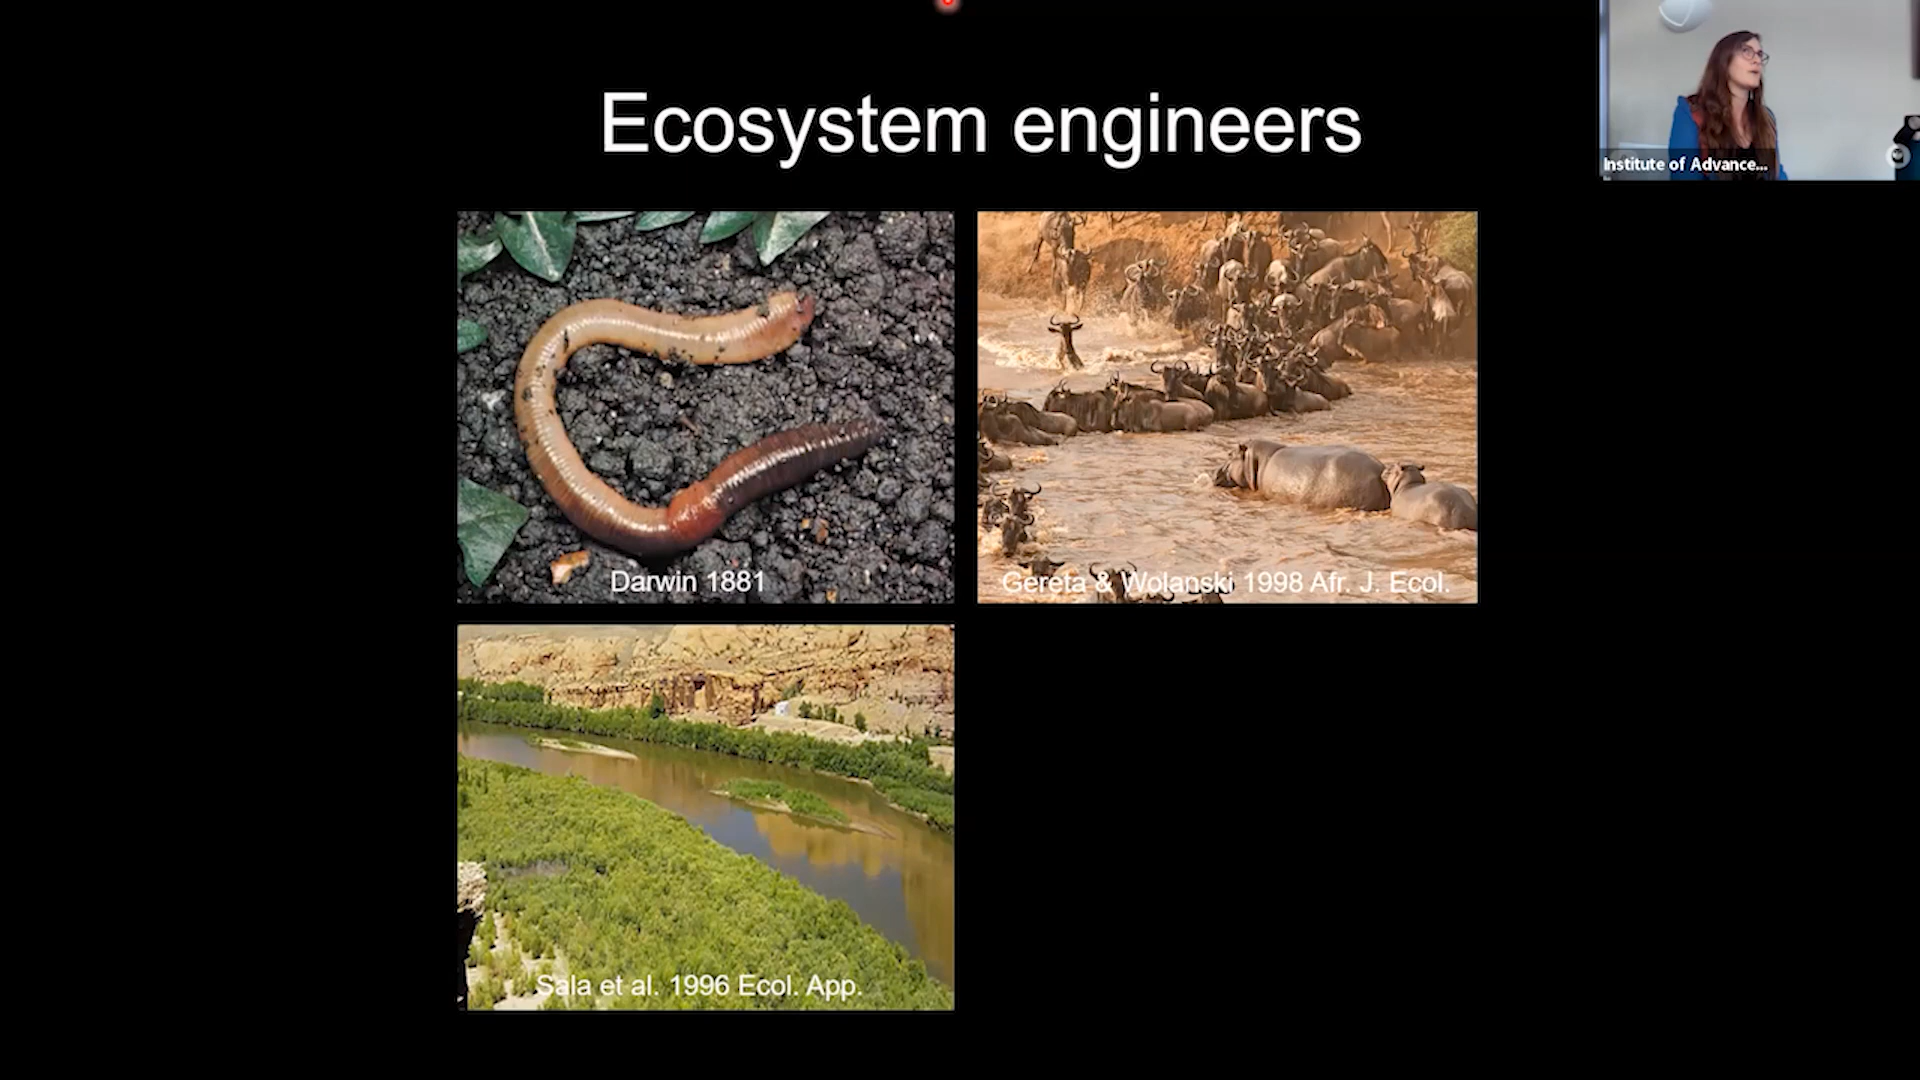 Ecosystem engineers
Institute of Advance...
Darwin 1881
Gereta & Wolanski 1998 Afr. J. Ecol.
Sala et al. 1996 Ecol. App.